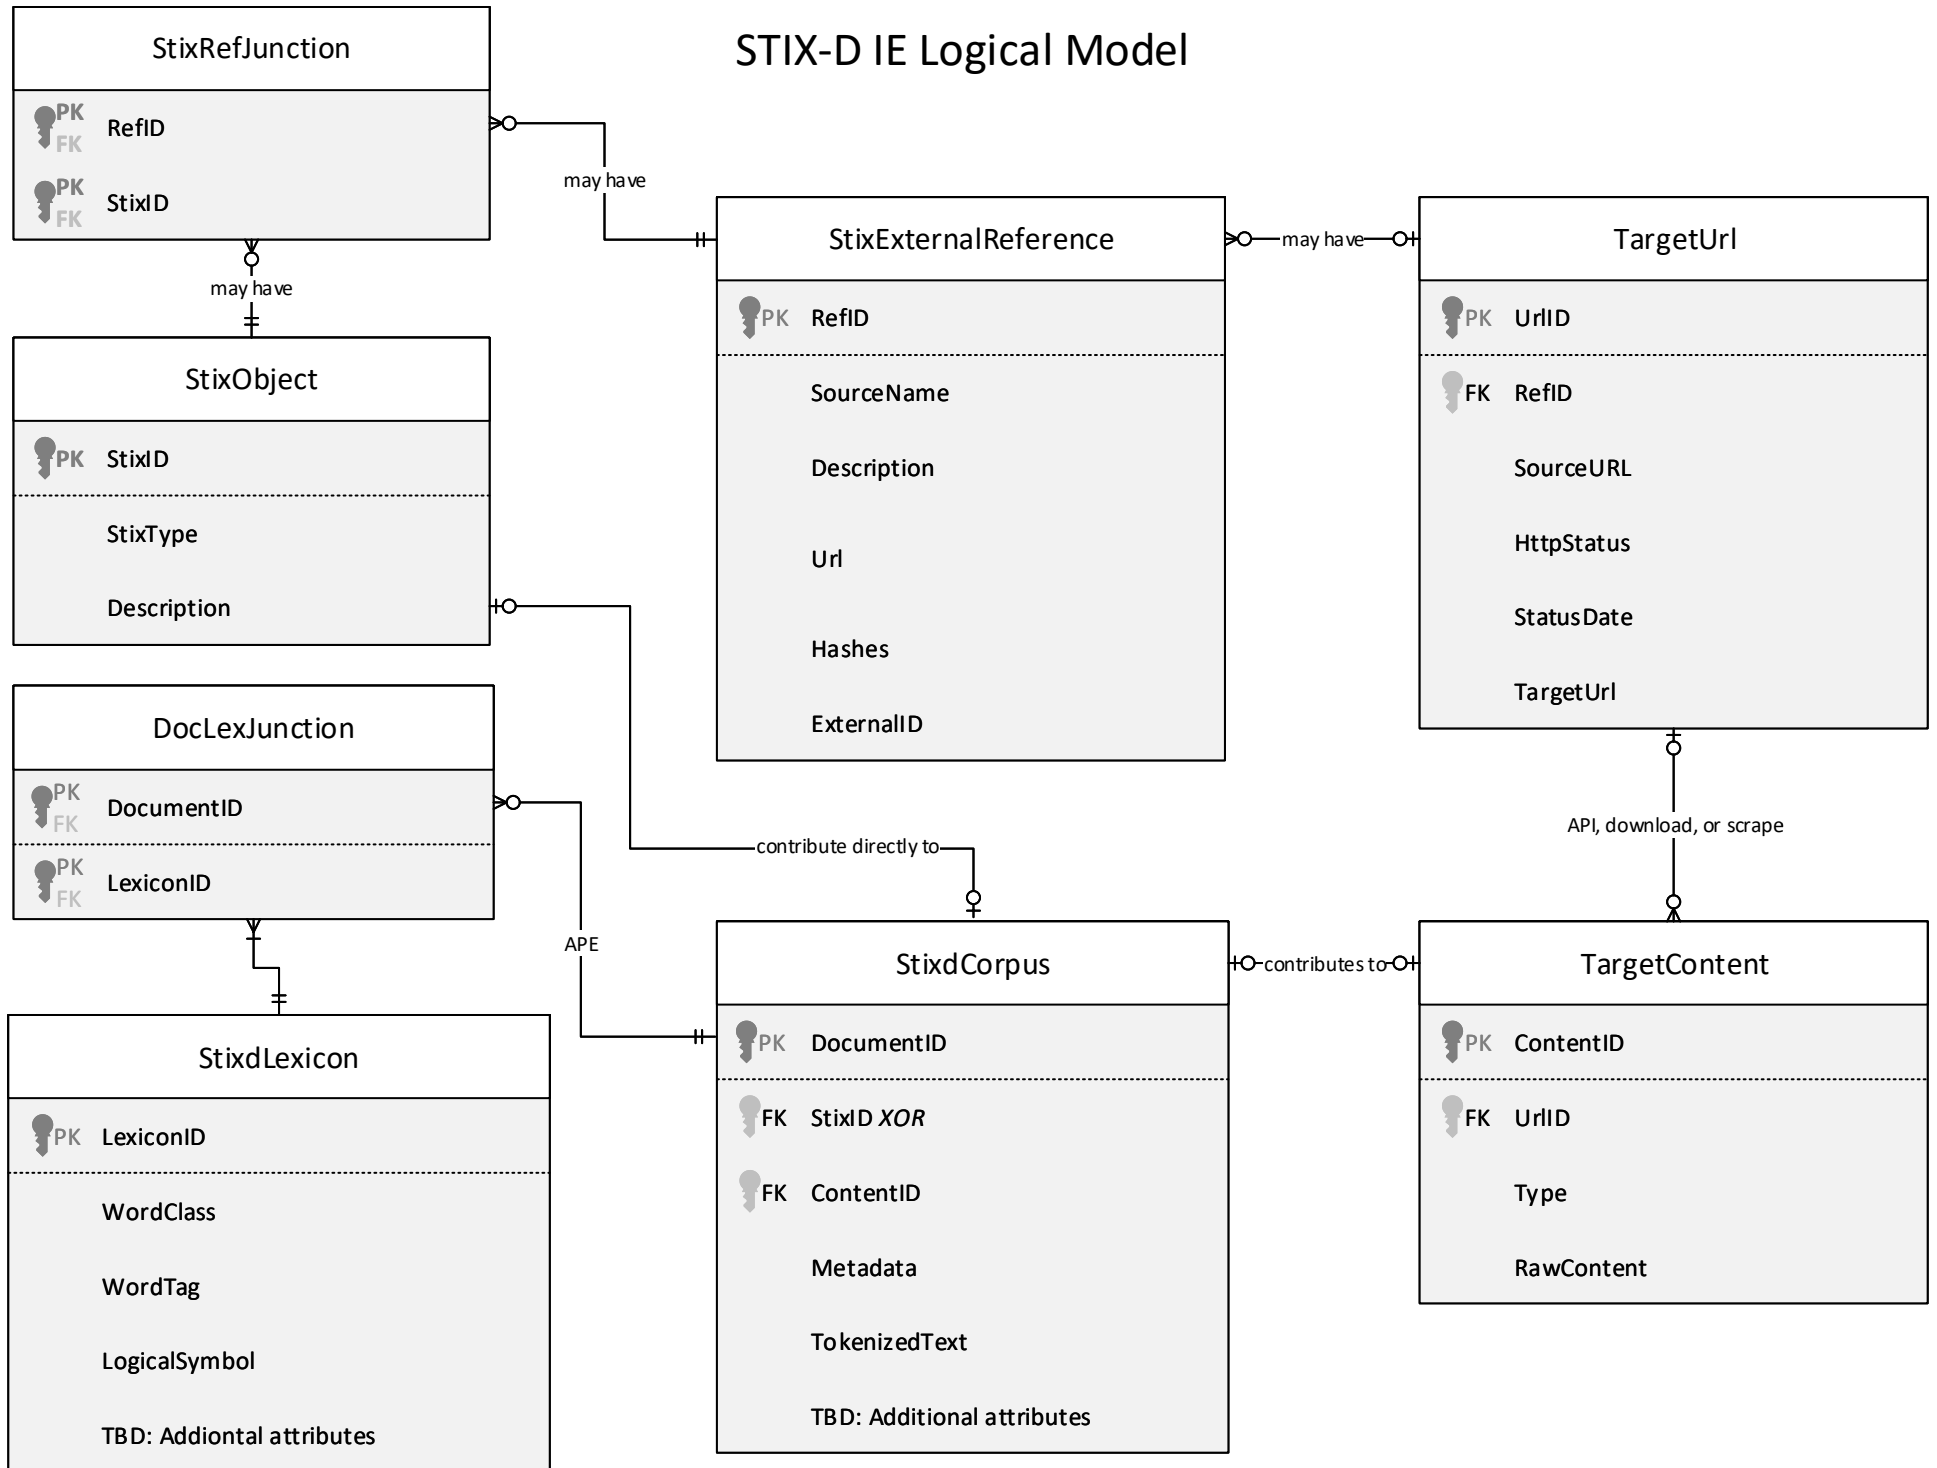 STIX-D IE Logical Model
StixRefJunction
PK
FK
RefID
PK
FK
StixID
may have
may have
StixObject
PK StixID
StixType
Description
StixExternalReference
PK RefID
SourceName
Description
Url
Hashes
ExternalID
may have
TargetUrl
PK UrlID
FK RefID
SourceURL
HttpStatus
StatusDate
TargetUrl
DocLexJunction
PK
FK
DocumentID
PK
FK
LexiconID
contribute directly to
API, download, or scrape
APE
StixdLexicon
PK LexiconID
WordClass
WordTag
LogicalSymbol
TBD: Addiontal attributes
StixdCorpus
PK DocumentID
FK StixID XOR
FK ContentID
Metadata
TokenizedText
TBD: Additional attributes
contributes to
TargetContent
PK ContentID
FK UrlID
Type
RawContent